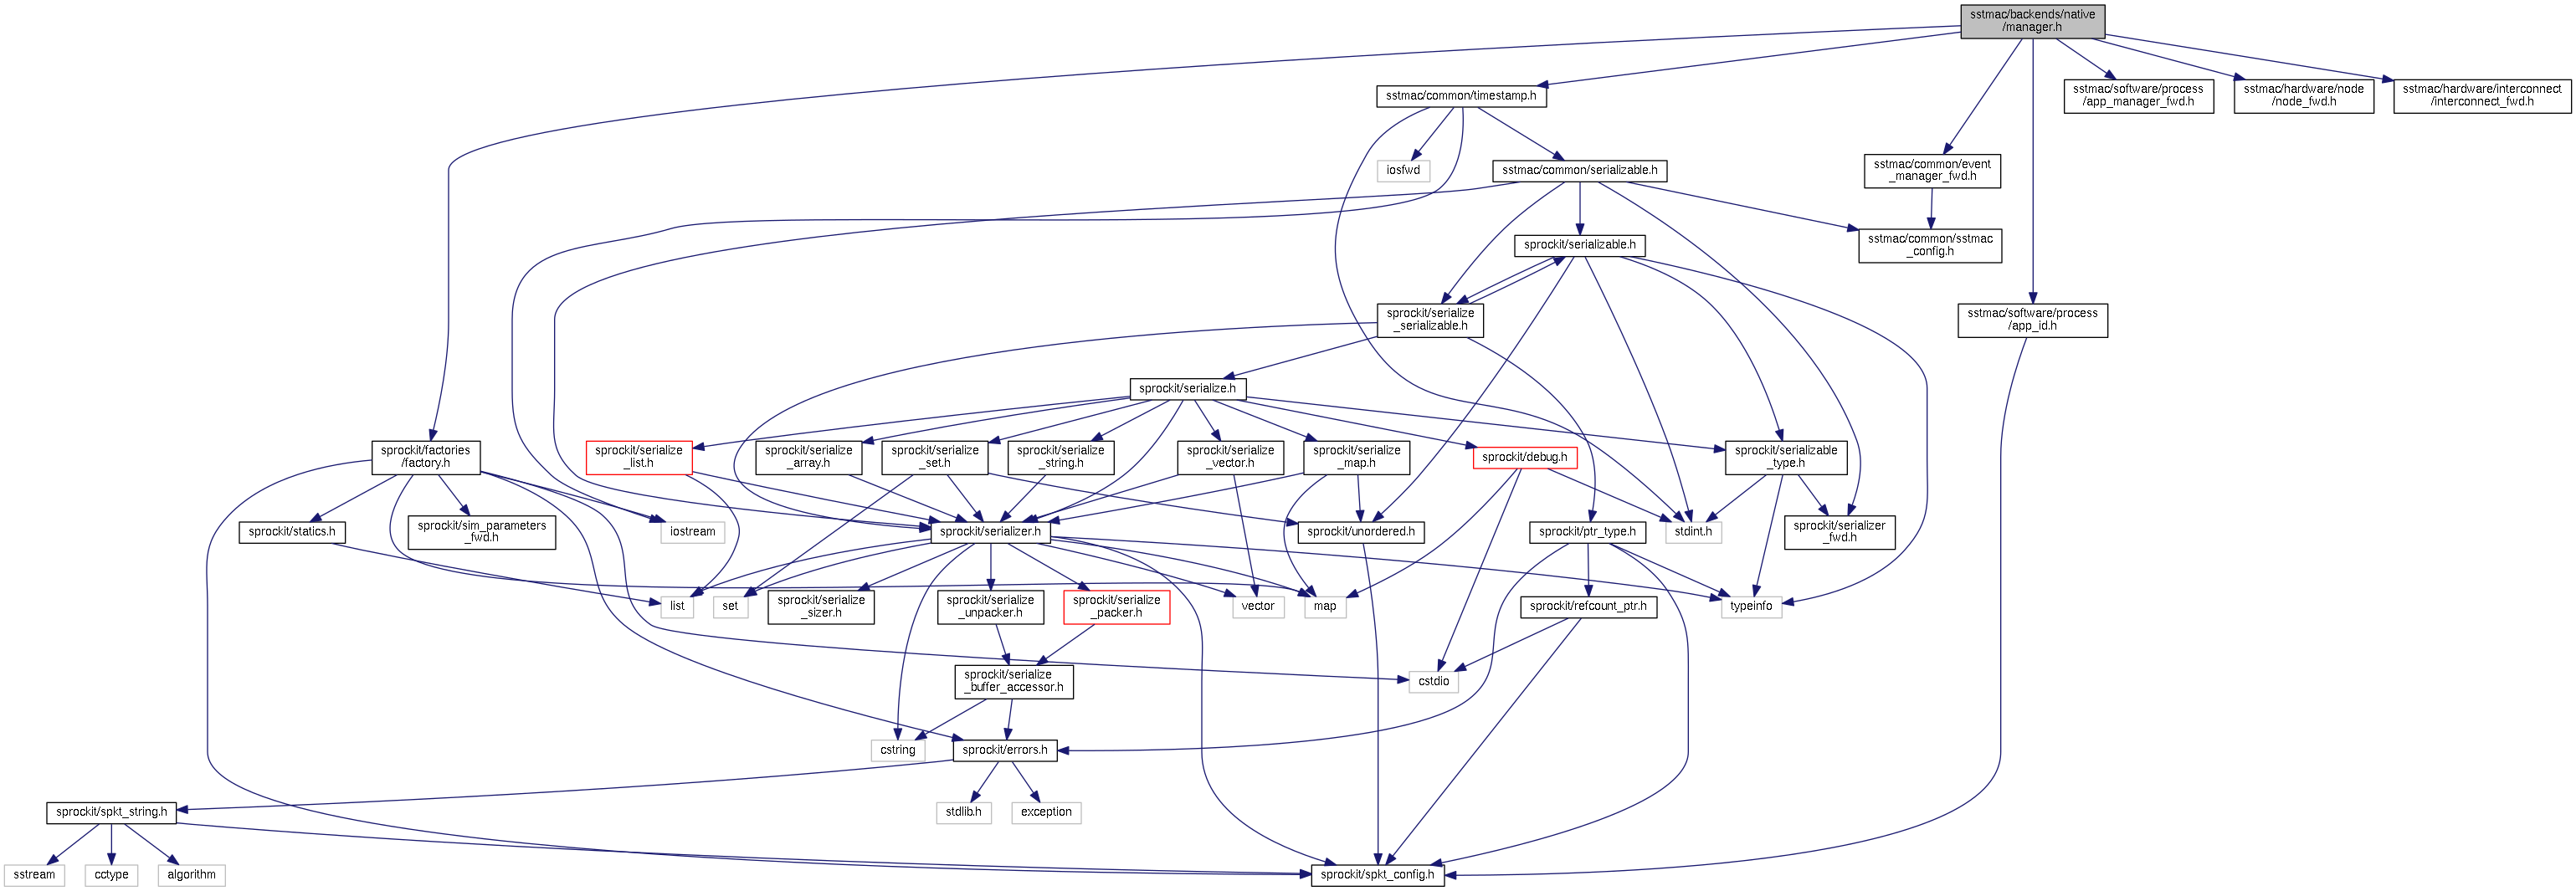 sstmac/backends/native
/manager.h
sstmac/common/timestamp.h
sstmac/software/process
/app_manager_fwd.h
sstmac/hardware/node
/node_fwd.h
sstmac/hardware/interconnect
/interconnect_fwd.h
iosfwd
sstmac/common/serializable.h
sstmac/common/event
_manager_fwd.h
sprockit/serializable.h
sstmac/common/sstmac
_config.h
sprockit/serialize
_serializable.h
sstmac/software/process
/app_id.h
sprockit/serialize.h
sprockit/factories
/factory.h
sprockit/serialize
_list.h
sprockit/serialize
_array.h
sprockit/serialize
_set.h
sprockit/serialize
_string.h
sprockit/serialize
_vector.h
sprockit/serialize
_map.h
sprockit/debug.h
sprockit/serializable
_type.h
sprockit/statics.h
sprockit/sim_parameters
_fwd.h
iostream
sprockit/serializer.h
sprockit/unordered.h
sprockit/ptr_type.h
stdint.h
sprockit/serializer
_fwd.h
list
set
sprockit/serialize
_sizer.h
sprockit/serialize
_unpacker.h
sprockit/serialize
_packer.h
vector
map
sprockit/refcount_ptr.h
typeinfo
sprockit/serialize
_buffer_accessor.h
cstdio
cstring
sprockit/errors.h
sprockit/spkt_string.h
stdlib.h
exception
sstream
cctype
algorithm
sprockit/spkt_config.h